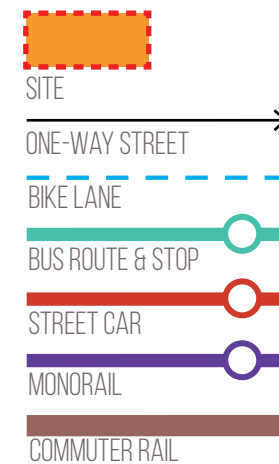 SITE
ONE-WAY STREET
BIKE LANE
BUS ROUTE & STOP
STREET CAR
MONORAIL
COMMUTER RAIL